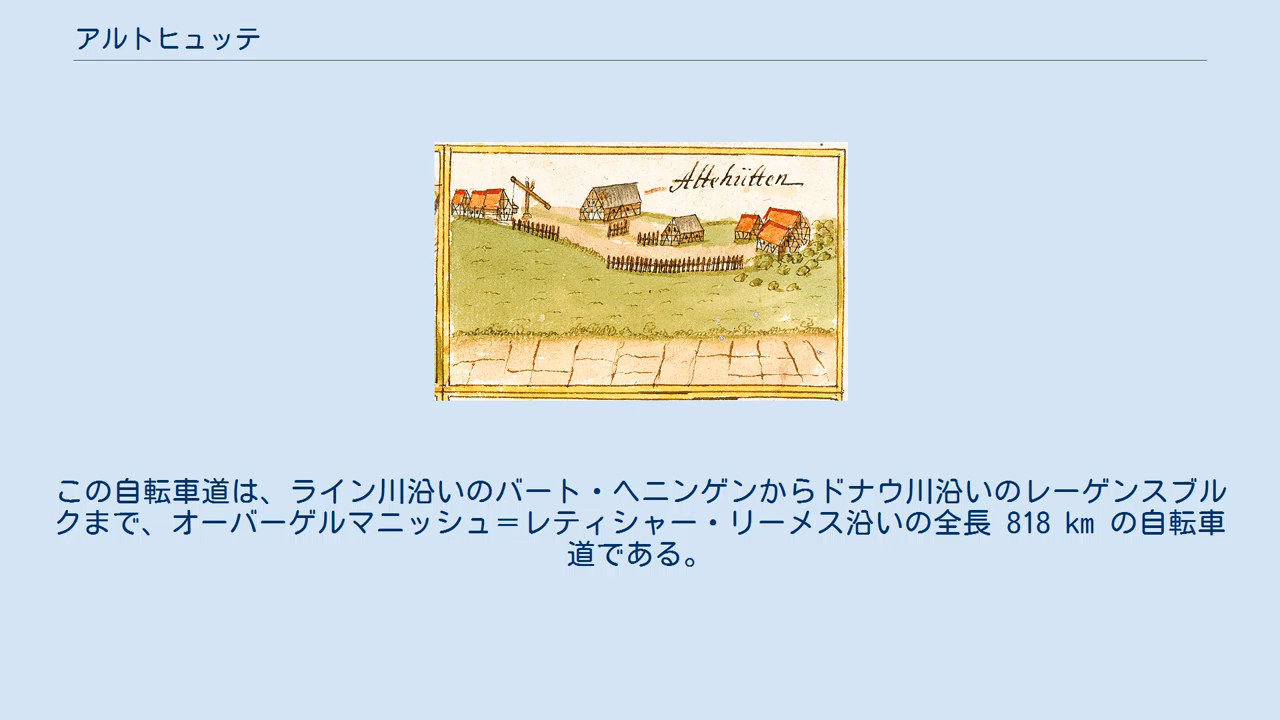 アルトヒュッテ
Altehütten
この自転車道は、ライン川沿いのバート・ヘニンゲンからドナウ川沿いのレーゲンスブル
クまで、オーバーゲルマニッシュ＝レティシャー・リーメス沿いの全長 818 km の自転車
道である。